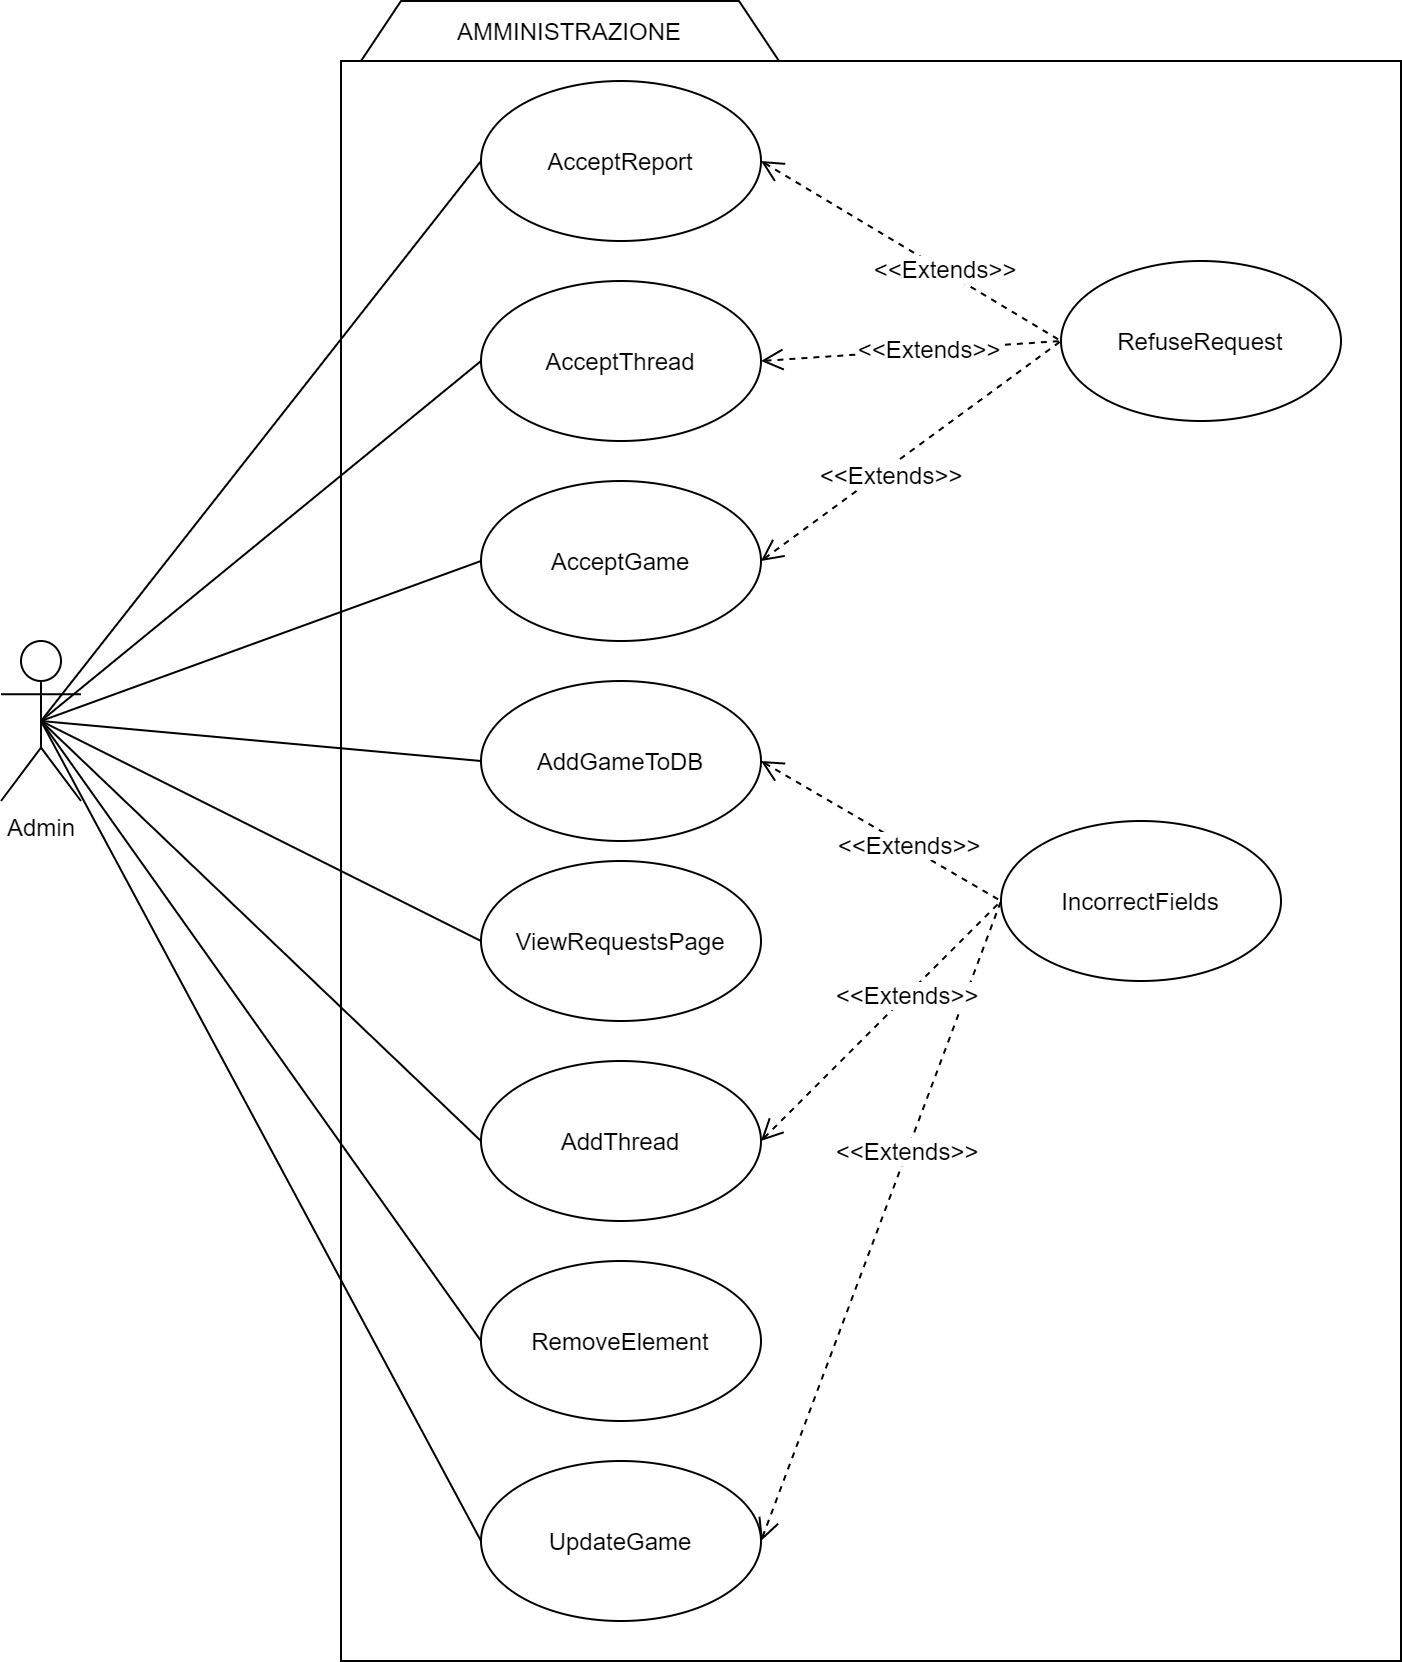 AMMINISTRAZIONE
AcceptReport
<<Extends>>
RefuseRequest
AcceptThread
<<Extends>>
<<Extends>>
AcceptGame
AddGameToDB
Admin
<<Extends>>
IncorrectFields
ViewRequestsPage
<<Extends>>
AddThread
<<Extends>>
RemoveElement
UpdateGame